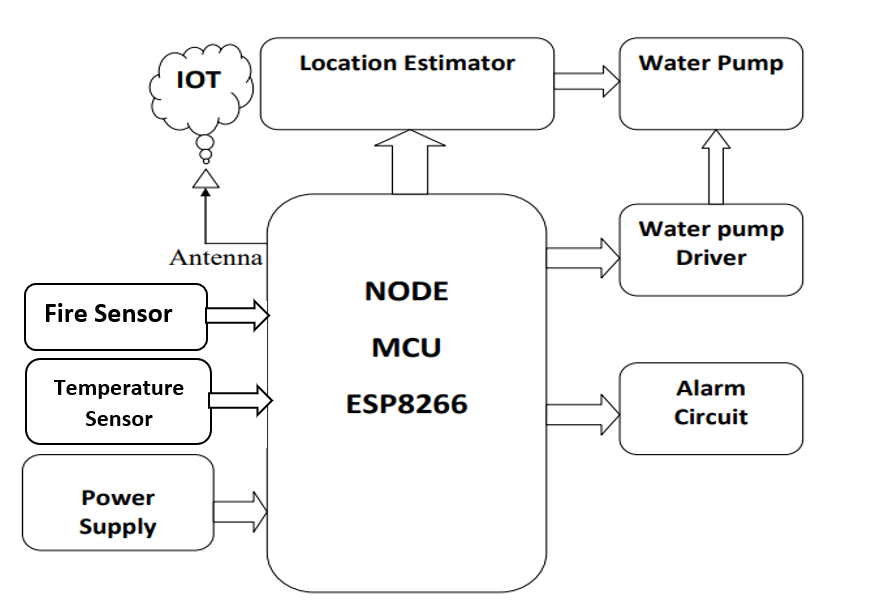 IOT
Location Estimator
Water Pump
Antenna
Water pump
Driver
NODE
MCU
ESP8266
Fire Sensor
Temperature
Sensor
Alarm
Circuit
Power
Supply